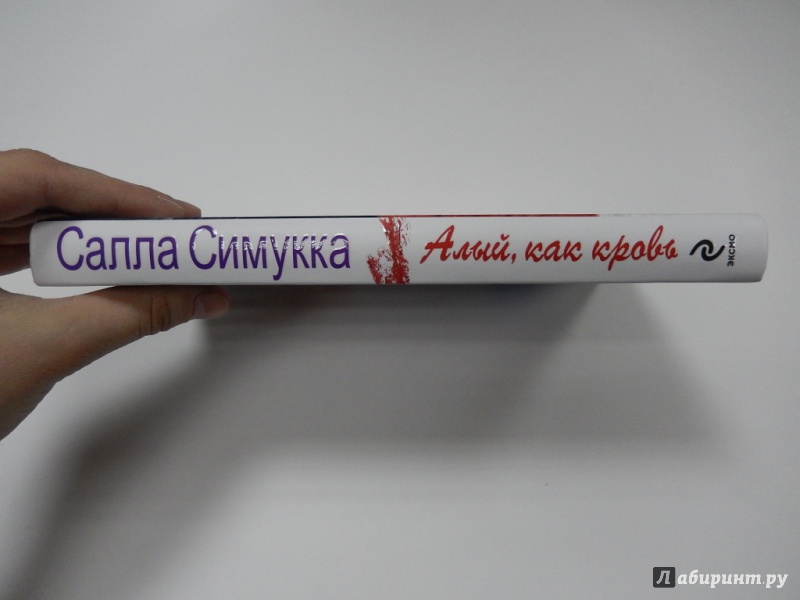 Салла Симукка
Алый, как кровь
ЭКСМО
Лабиринт.ру